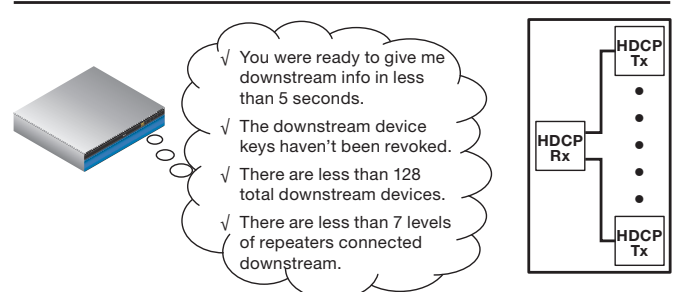 √ You were ready to give me
downstream info in less
than 5 seconds.
√ The downstream device
keys haven't been revoked.
√ There are less than 128
total downstream devices.
√ There are less than 7 levels
of repeaters connected
downstream.
HDCP
Tx
HDCP
Rx
HDCP
Tx